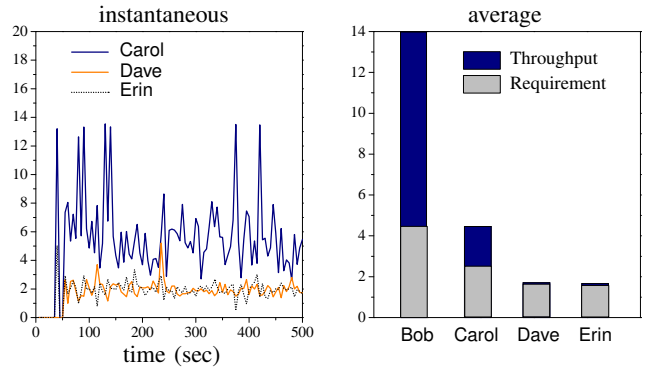 instantaneous
20
18
16
14
12
10
8
6
4
2
0
Carol
Dave
Erin
0 100 200 300 400 500
time (sec)
average
14
12
10
8
6
4
2
0
Throughput
Requirement
Bob Carol Dave Erin